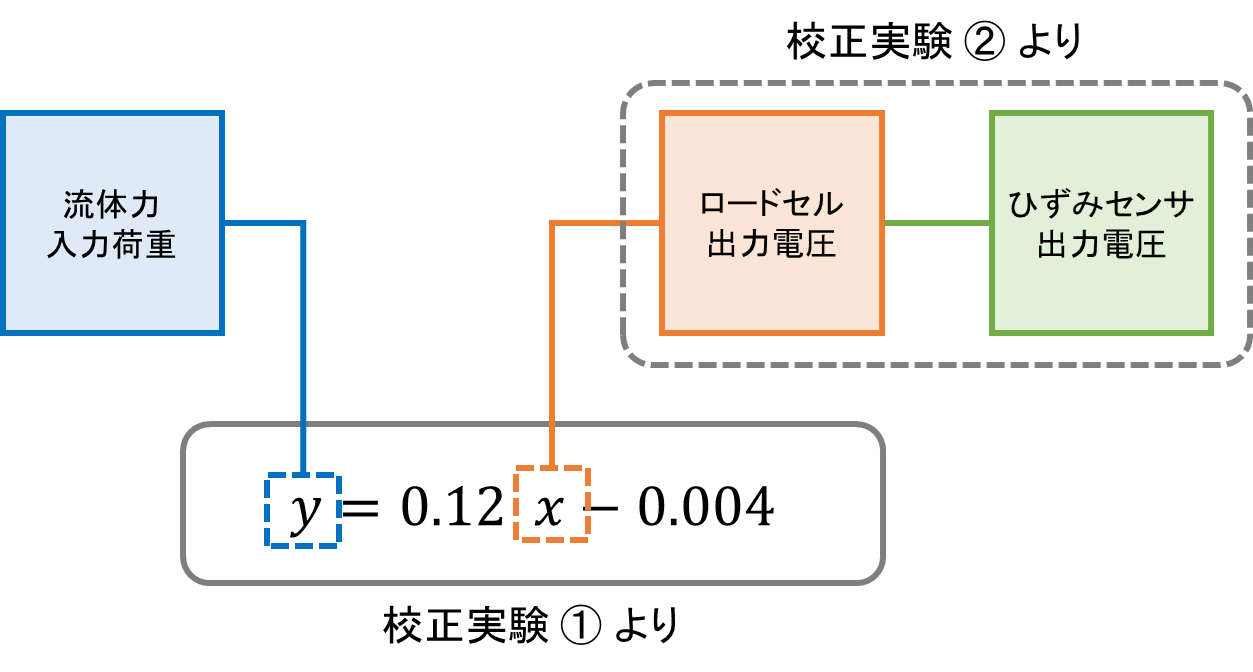 校正実験 ② より
流体力
入力荷重
ロードセル
出力電圧
ひずみセンサ
出力電圧
y = 0.12 x − 0.004
校正実験 ① より